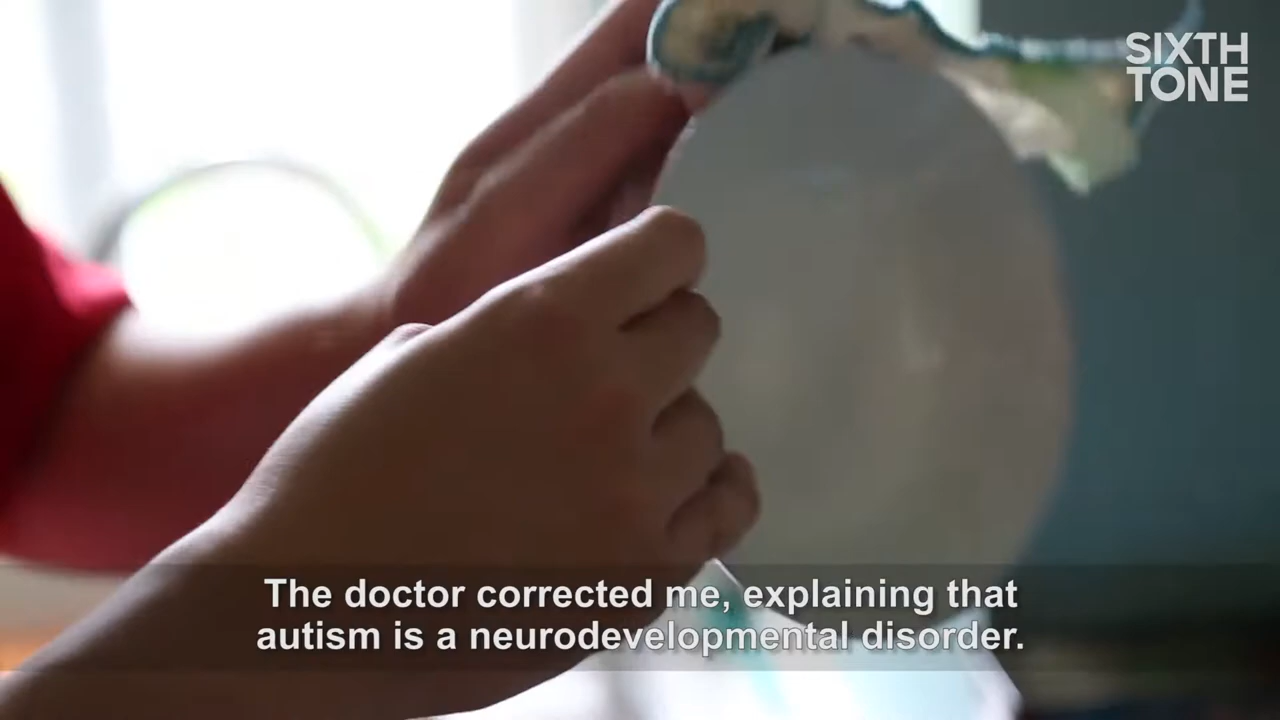 SIXTH
TONE
The doctor corrected me, explaining that
autism is a neurodevelopmental disorder.